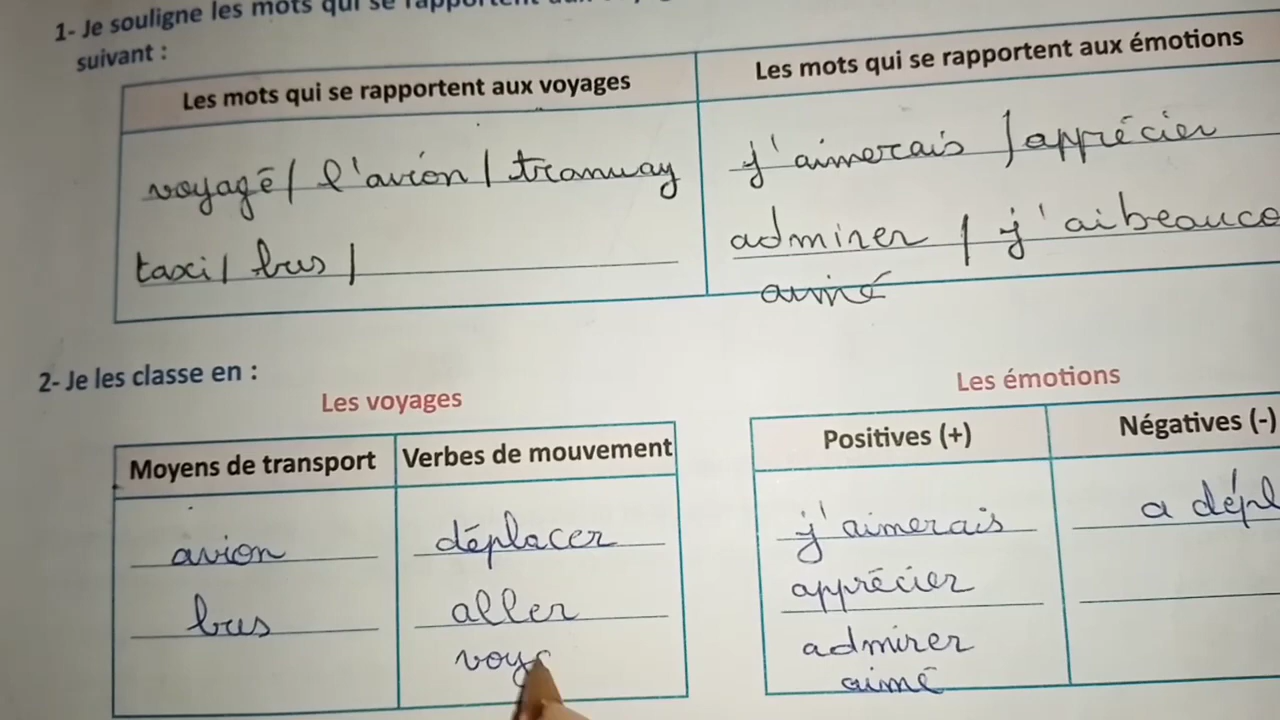 1- Je souligne les mots qui se rapportent aux
suivant :
Les mots qui se rapportent aux voyages
Les mots qui se rapportent aux émotions
voyagé / l'avion / tramway
taxi / bus /
j'aimerais / apprécier
admirer / j'ai beauco
aimé
2- Je les classe en :
Les voyages
Les émotions
Moyens de transport
Verbes de mouvement
avion
déplacer
bus
aller
voya
Positives (+)
Négatives (-)
j'aimerais
a dépl
apprécier
admirer
aimé